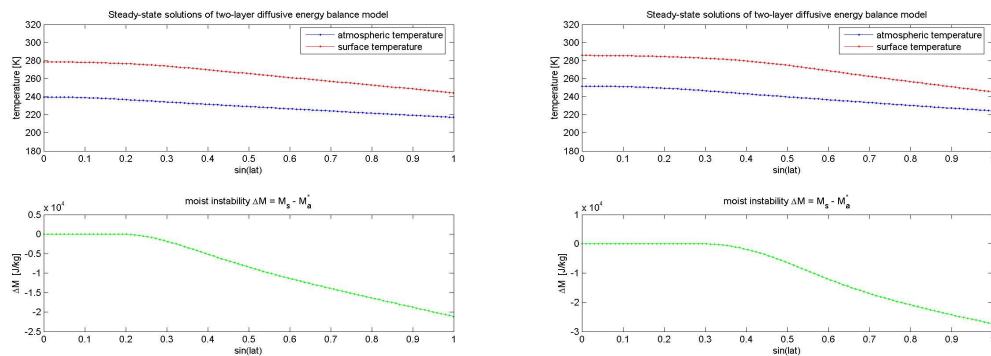 Steady-state solutions of two-layer diffusive energy balance model
320
300
280
260
240
220
200
180
temperature [K]
atmospheric temperature
surface temperature
0 0.1 0.2 0.3 0.4 0.5 0.6 0.7 0.8 0.9 1
sin(lat)
moist instability ΔM = M_s - M_a^*
x 10^4
0.5
0
-0.5
-1
-1.5
-2
-2.5
ΔM [J/kg]
0 0.1 0.2 0.3 0.4 0.5 0.6 0.7 0.8 0.9 1
sin(lat)
Steady-state solutions of two-layer diffusive energy balance model
320
300
280
260
240
220
200
180
temperature [K]
atmospheric temperature
surface temperature
0 0.1 0.2 0.3 0.4 0.5 0.6 0.7 0.8 0.9 1
sin(lat)
moist instability ΔM = M_s - M_a^*
x 10^4
1
0
-1
-2
-3
ΔM [J/kg]
0 0.1 0.2 0.3 0.4 0.5 0.6 0.7 0.8 0.9 1
sin(lat)